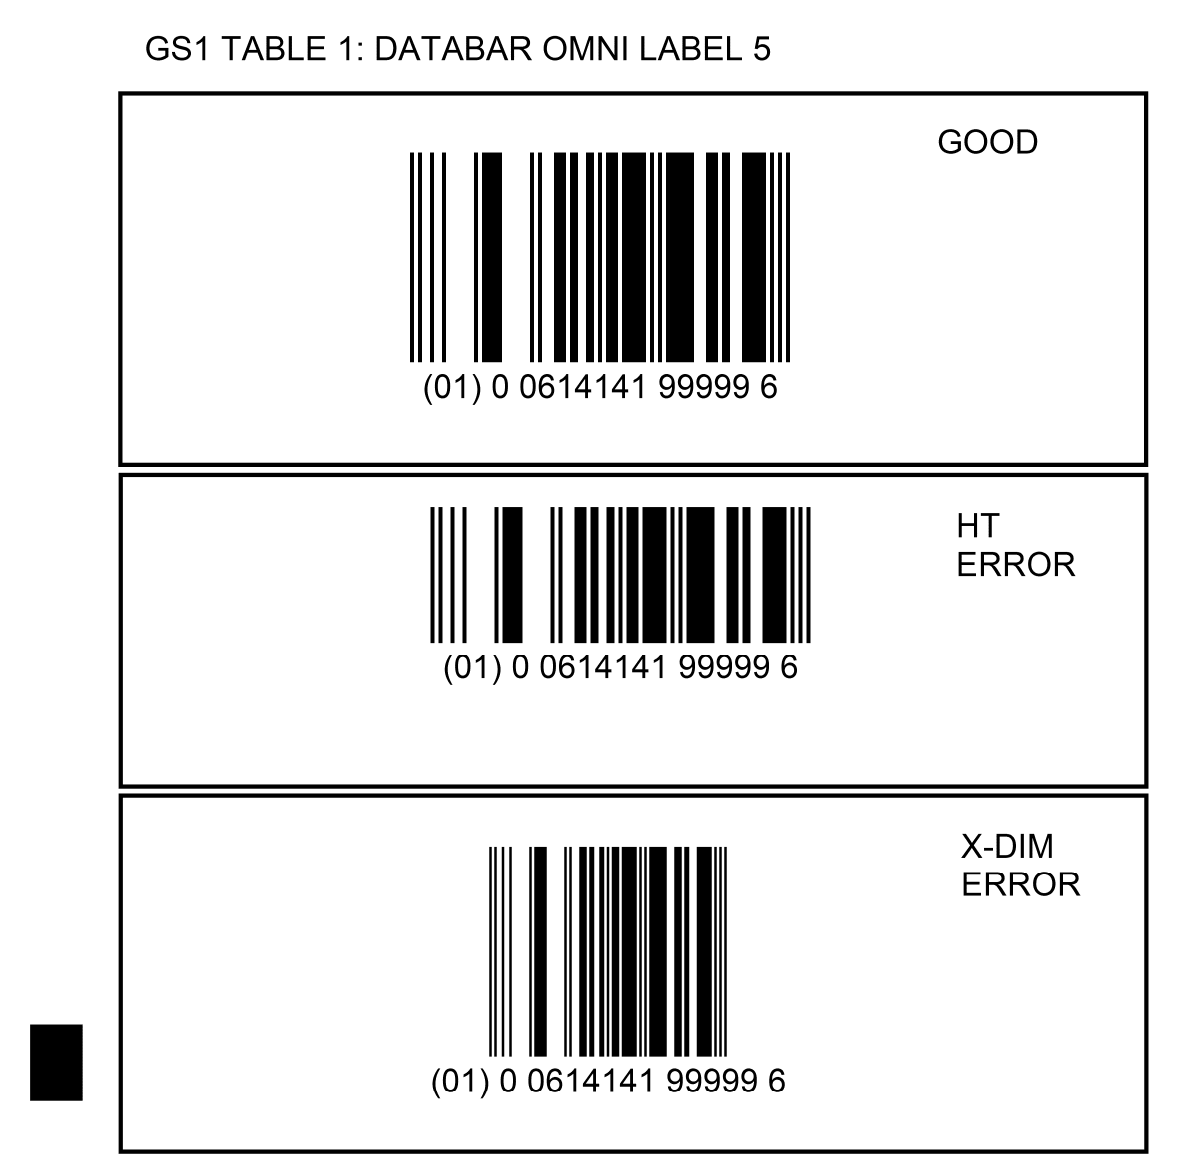 GS1 TABLE 1: DATABAR OMNI LABEL 5
GOOD
(01) 0 0614141 99999 6
HT
ERROR
(01) 0 0614141 99999 6
X-DIM
ERROR
(01) 0 0614141 99999 6